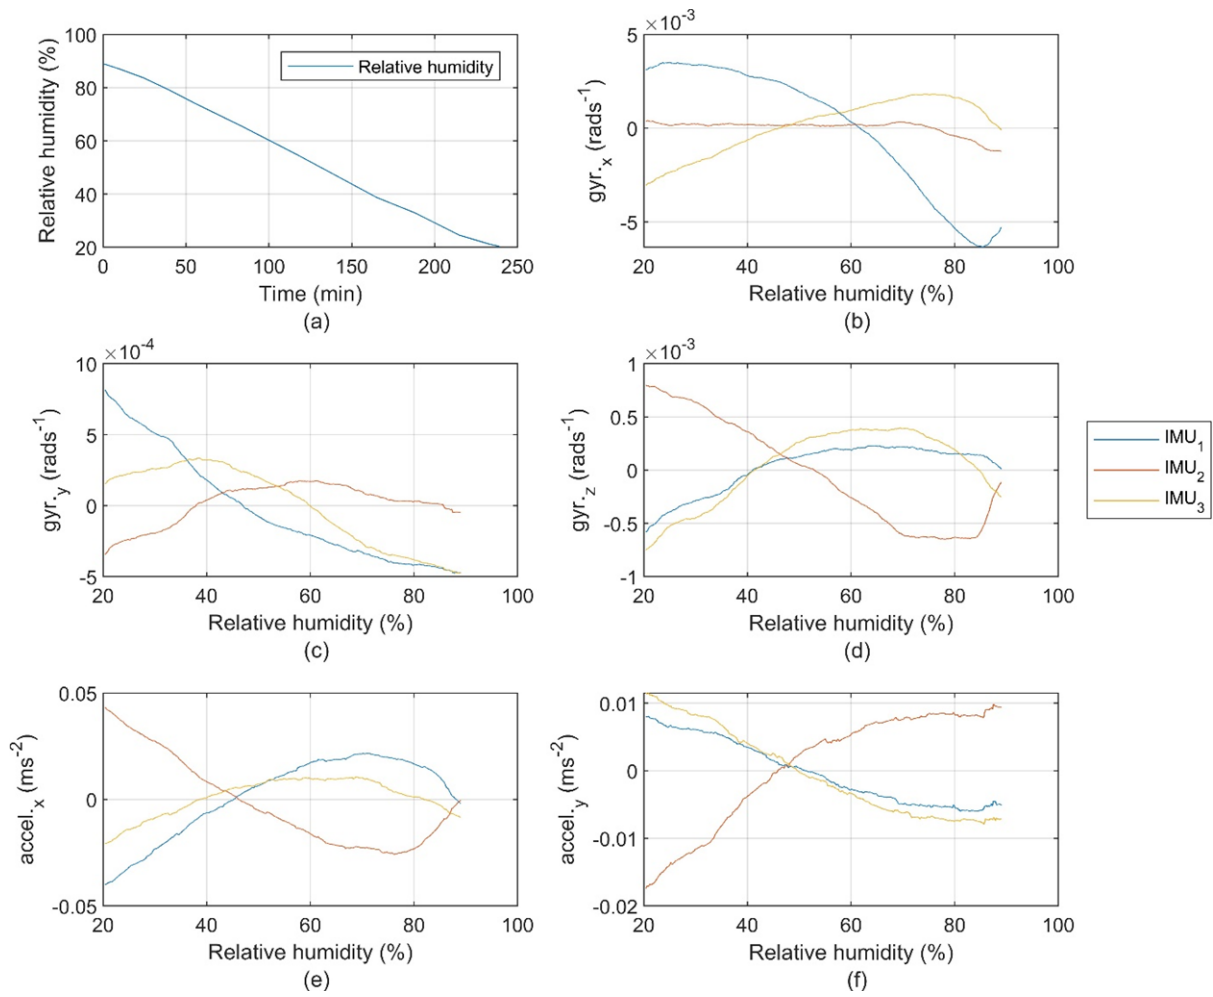 Relative humidity (%)
100
80
60
40
20
Relative humidity
0
50
100
150
200
250
Time (min)
(a)
×10⁻³
gyr.ₓ (rads⁻¹)
5
0
-5
20
40
60
80
100
Relative humidity (%)
(b)
×10⁻⁴
gyr.y (rads⁻¹)
10
5
0
-5
20
40
60
80
100
Relative humidity (%)
(c)
×10⁻³
gyr.z (rads⁻¹)
1
0.5
0
-0.5
-1
20
40
60
80
100
Relative humidity (%)
(d)
IMU₁
IMU₂
IMU₃
accel.ₓ (ms⁻²)
0.05
0
-0.05
20
40
60
80
100
Relative humidity (%)
(e)
accel.y (ms⁻²)
0.01
0
-0.01
-0.02
20
40
60
80
100
Relative humidity (%)
(f)